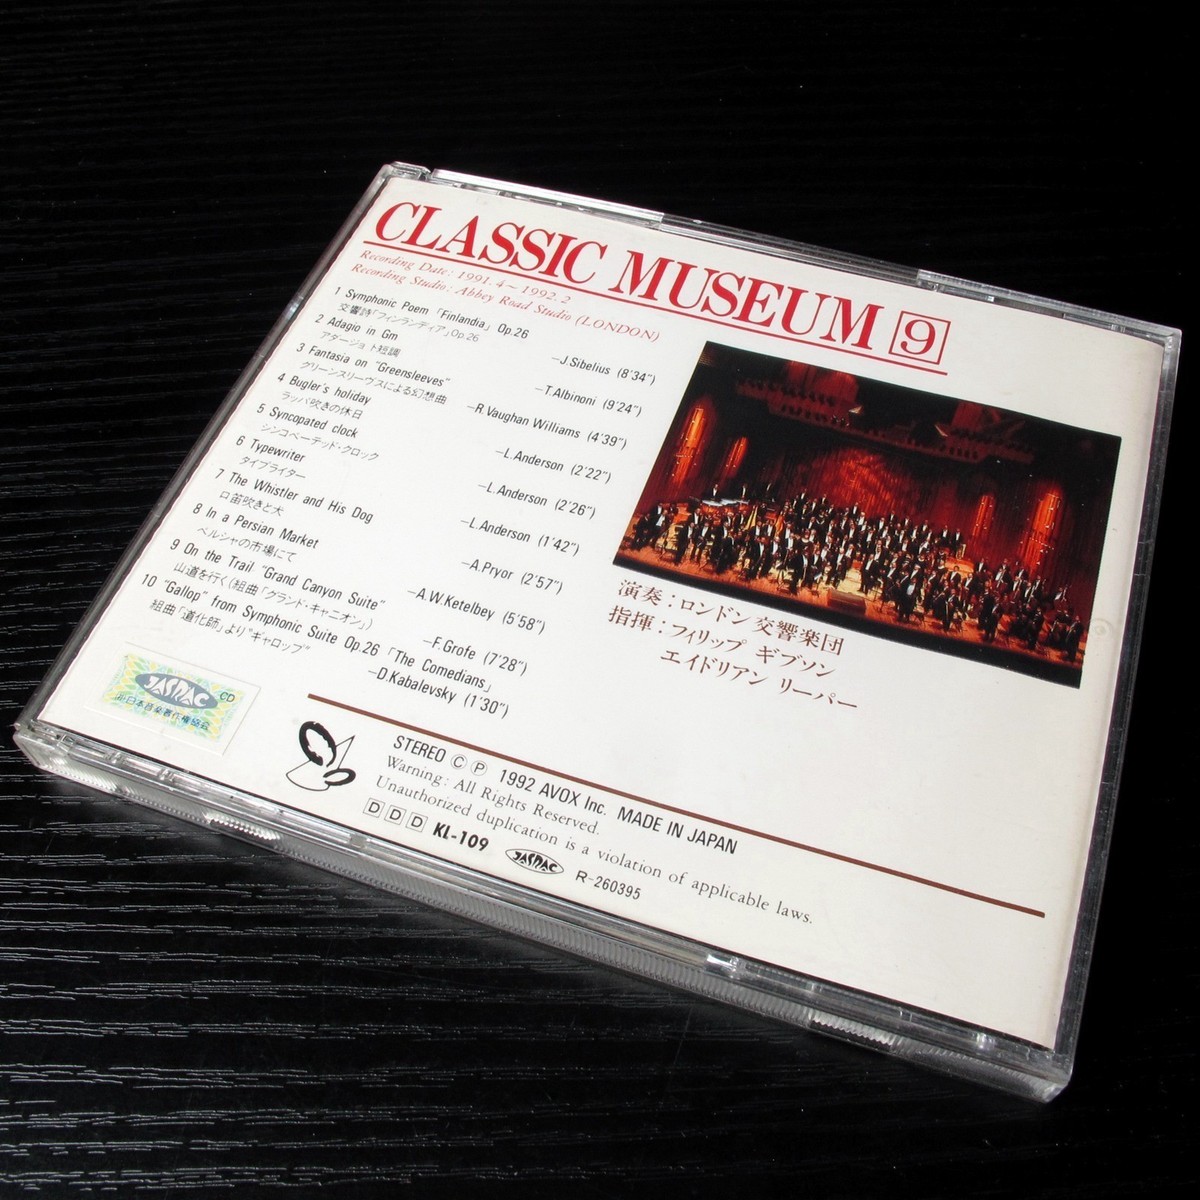 CLASSIC MUSEUM 9
Recording Date: 1991.4～1992.2
Recording Studio: Abbey Road Studio (LONDON)
1 Symphonic Poem「Finlandia」Op.26
交響詩「フィンランディア」Op.26
—J.Sibelius (8'34")
2 Adagio in Gm
アダージョ ト短調
—T.Albinoni (9'24")
3 Fantasia on "Greensleeves"
グリーンスリーヴスによる幻想曲
—R.Vaughan Williams (4'39")
4 Bugler's holiday
ラッパ吹きの休日
—L.Anderson (2'22")
5 Syncopated clock
シンコペーテッド・クロック
—L.Anderson (2'26")
6 Typewriter
タイプライター
—L.Anderson (1'42")
7 The Whistler and His Dog
口笛吹きと犬
—A.Pryor (2'57")
8 In a Persian Market
ペルシャの市場にて
—A.W.Ketelbey (5'58")
9 On the Trail "Grand Canyon Suite"
山道を行く(組曲「グランド・キャニオン」)
—F.Grofe (7'28")
10 "Gallop" from Symphonic Suite Op.26「The Comedians」
組曲「道化師」より"ギャロップ"
—D.Kabalevsky (1'30")
演奏：ロンドン交響楽団
指揮：フィリップ ギブソン
エイドリアン リーパー
JASRAC CD
日本音楽著作権協会
STEREO Ⓒ Ⓟ 1992 AVOX Inc. MADE IN JAPAN
Warning: All Rights Reserved.
Unauthorized duplication is a violation of applicable laws.
D D D KL-109 JASRAC R-260395